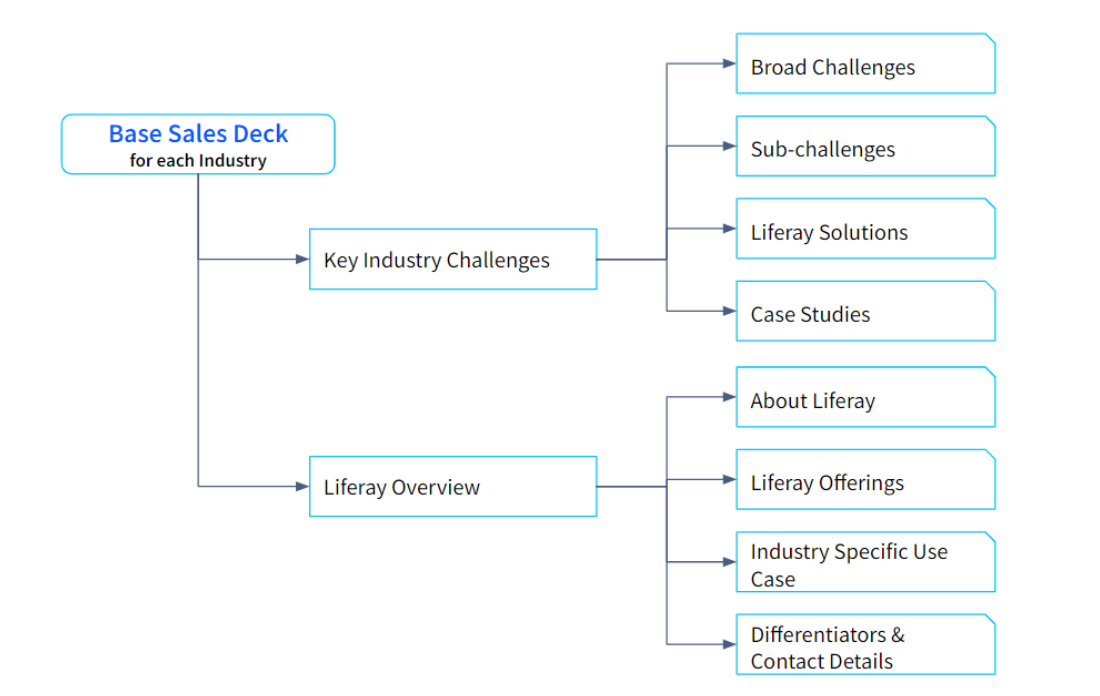 Base Sales Deck
for each Industry
Key Industry Challenges
Broad Challenges
Sub-challenges
Liferay Solutions
Case Studies
Liferay Overview
About Liferay
Liferay Offerings
Industry Specific Use
Case
Differentiators &
Contact Details